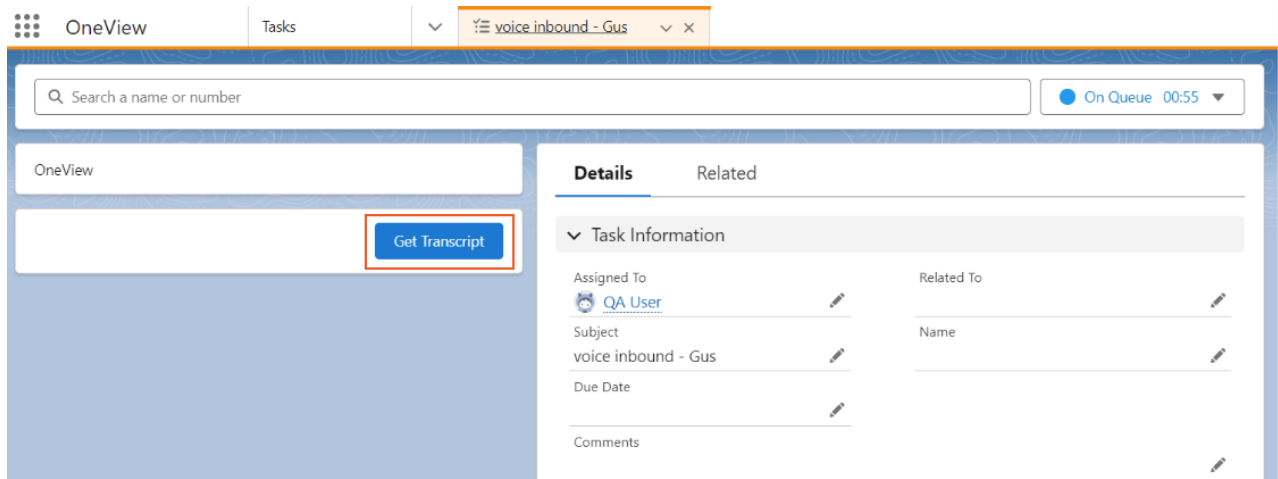 OneView
Tasks
voice inbound - Gus
Search a name or number
On Queue 00:55
OneView
Get Transcript
Details Related
Task Information
Assigned To Related To
QA User
Subject Name
voice inbound - Gus
Due Date
Comments